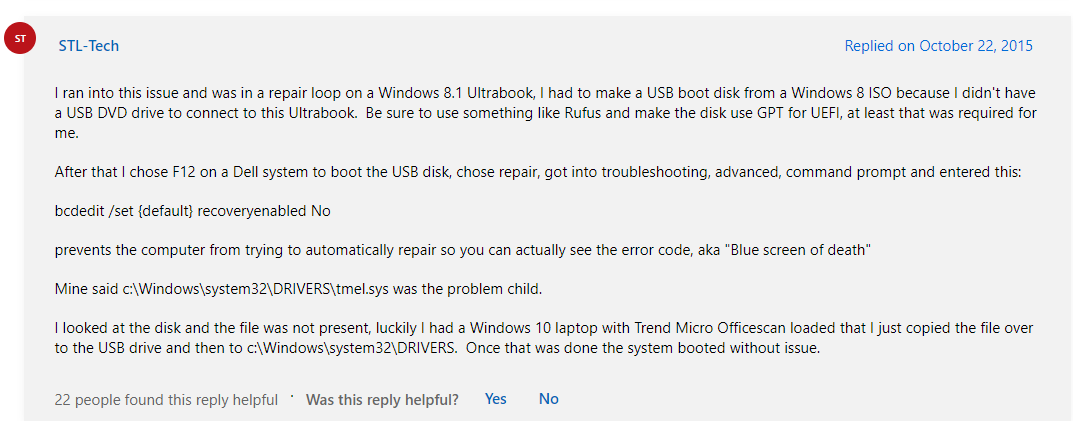 ST
STL-Tech
Replied on October 22, 2015
I ran into this issue and was in a repair loop on a Windows 8.1 Ultrabook, I had to make a USB boot disk from a Windows 8 ISO because I didn't have
a USB DVD drive to connect to this Ultrabook.  Be sure to use something like Rufus and make the disk use GPT for UEFI, at least that was required for
me.
After that I chose F12 on a Dell system to boot the USB disk, chose repair, got into troubleshooting, advanced, command prompt and entered this:
bcdedit /set {default} recoveryenabled No
prevents the computer from trying to automatically repair so you can actually see the error code, aka "Blue screen of death"
Mine said c:\Windows\system32\DRIVERS\tmel.sys was the problem child.
I looked at the disk and the file was not present, luckily I had a Windows 10 laptop with Trend Micro Officescan loaded that I just copied the file over
to the USB drive and then to c:\Windows\system32\DRIVERS.  Once that was done the system booted without issue.
22 people found this reply helpful · Was this reply helpful? Yes No